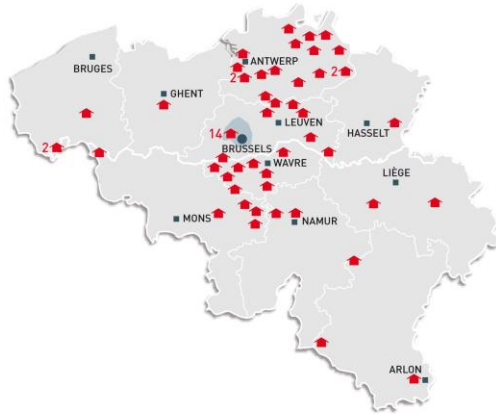 BRUGES
ANTWERP
2
2
GHENT
14
LEUVEN
HASSELT
BRUSSELS
2
WAVRE
LIÈGE
MONS
NAMUR
ARLON